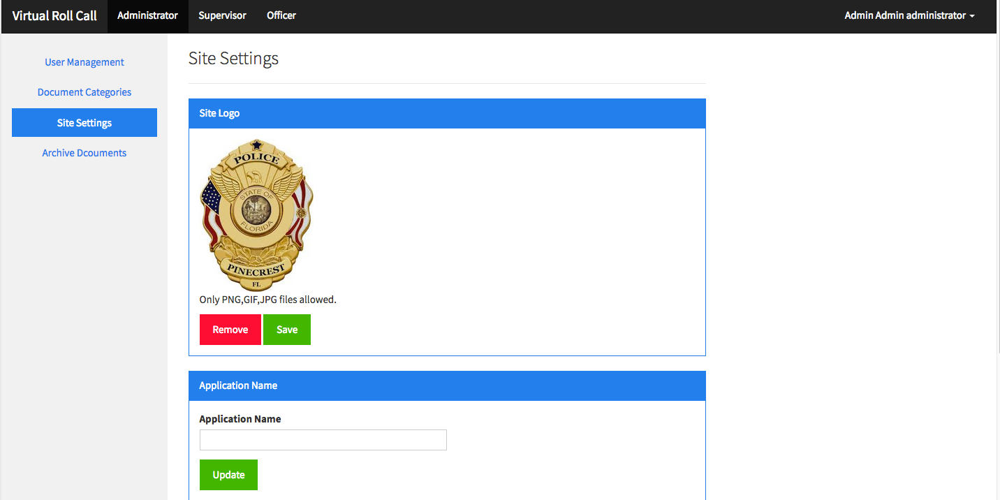 Virtual Roll Call Administrator Supervisor Officer Admin Admin administrator
User Management
Document Categories
Site Settings
Archive Dcouments
Site Settings
Site Logo
POLICE
STATE OF
FLORIDA
PINECREST
FL
Only PNG,GIF,JPG files allowed.
Remove Save
Application Name
Application Name
Update